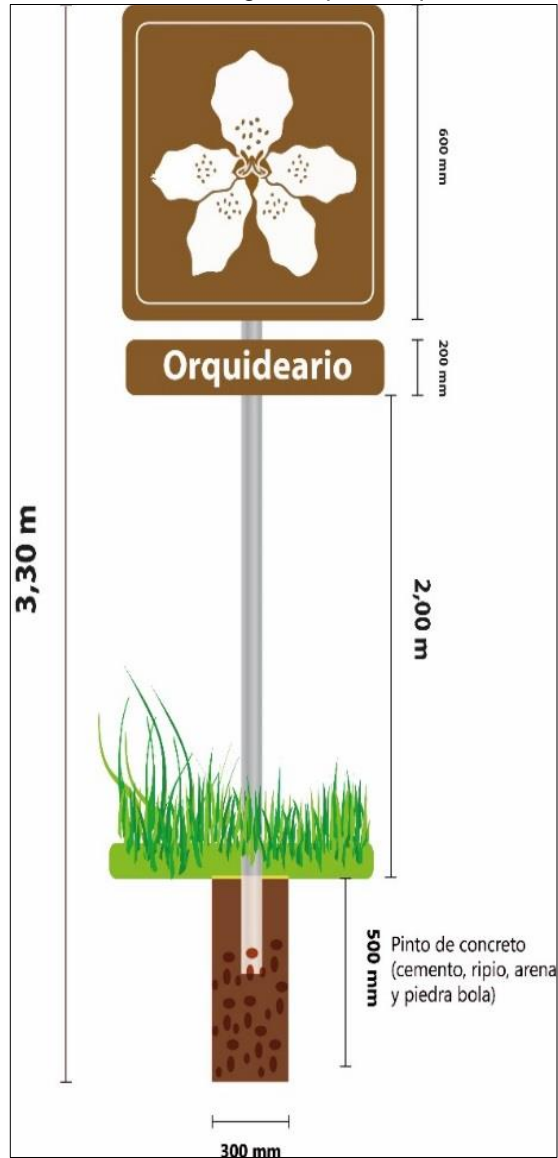 600 mm
Orquideario
200 mm
3,30 m
2,00 m
500 mm
Pinto de concreto
(cemento, ripio, arena
y piedra bola)
300 mm